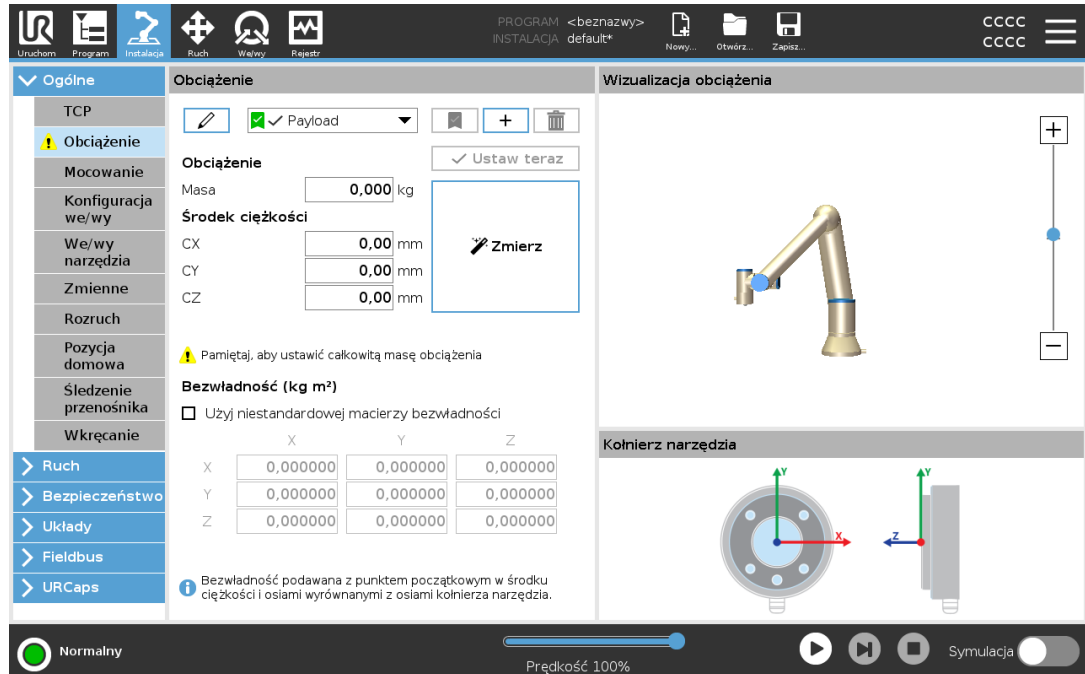 PROGRAM <beznazwy>
INSTALACJA default*
Uruchom
Program
Instalacja
Ruch
We/wy
Rejestr
Nowy...
Otwórz...
Zapisz...
CCCC
CCCC
Ogólne
TCP
Obciążenie
Mocowanie
Konfiguracja
we/wy
We/wy
narzędzia
Zmienne
Rozruch
Pozycja
domowa
Śledzenie
przenośnika
Wkręcanie
Ruch
Bezpieczeństwo
Układy
Fieldbus
URCaps
Obciążenie
Payload
Obciążenie
Ustaw teraz
Masa 0,000 kg
Środek ciężkości
CX 0,00 mm
CY 0,00 mm
CZ 0,00 mm
Zmierz
Pamiętaj, aby ustawić całkowitą masę obciążenia
Bezwładność (kg m²)
Użyj niestandardowej macierzy bezwładności
X Y Z
X 0,000000 0,000000 0,000000
Y 0,000000 0,000000 0,000000
Z 0,000000 0,000000 0,000000
Bezwładność podawana z punktem początkowym w środku
ciężkości i osiami wyrównanymi z osiami kołnierza narzędzia.
Wizualizacja obciążenia
Kołnierz narzędzia
Y
X
Y
Z
Normalny
Prędkość 100%
Symulacja